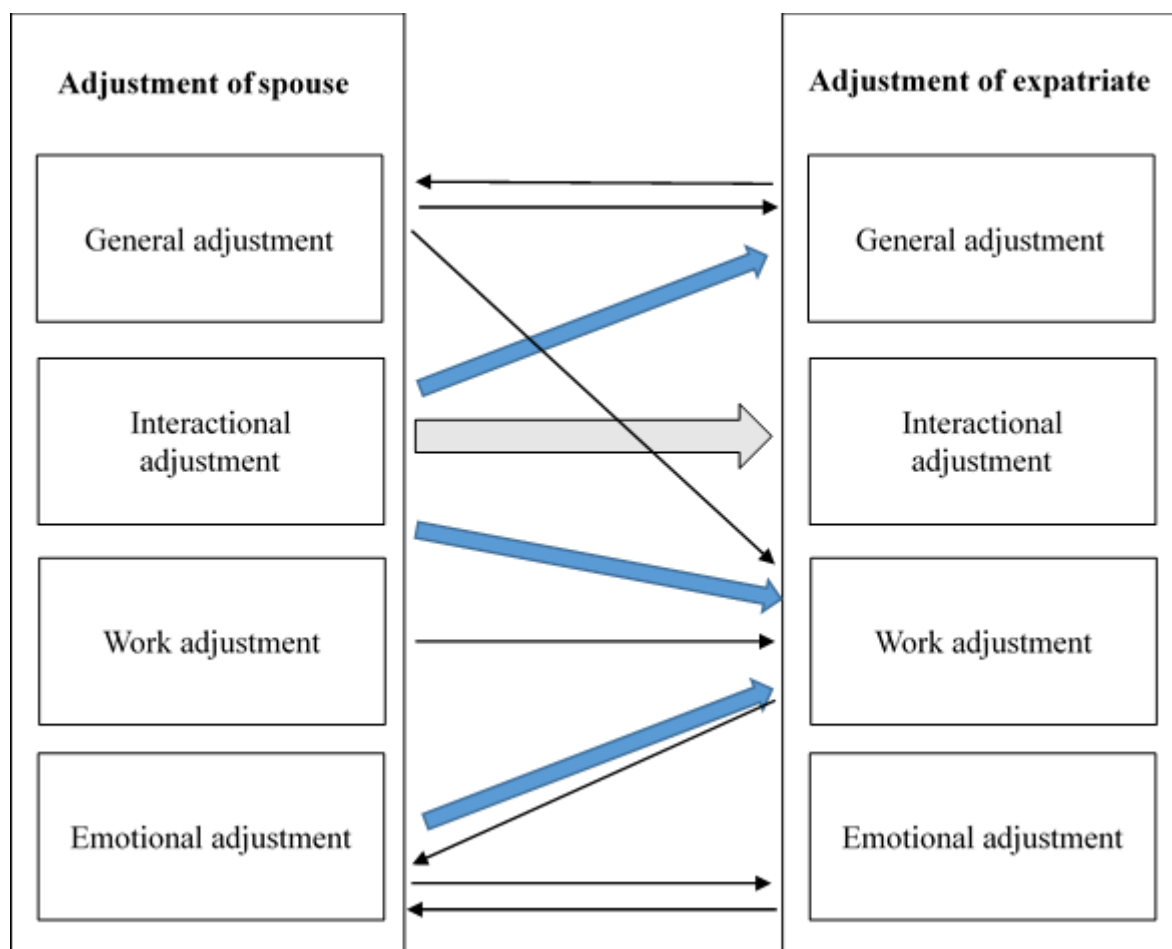 Adjustment of spouse
General adjustment
Interactional
adjustment
Work adjustment
Emotional adjustment
Adjustment of expatriate
General adjustment
Interactional
adjustment
Work adjustment
Emotional adjustment